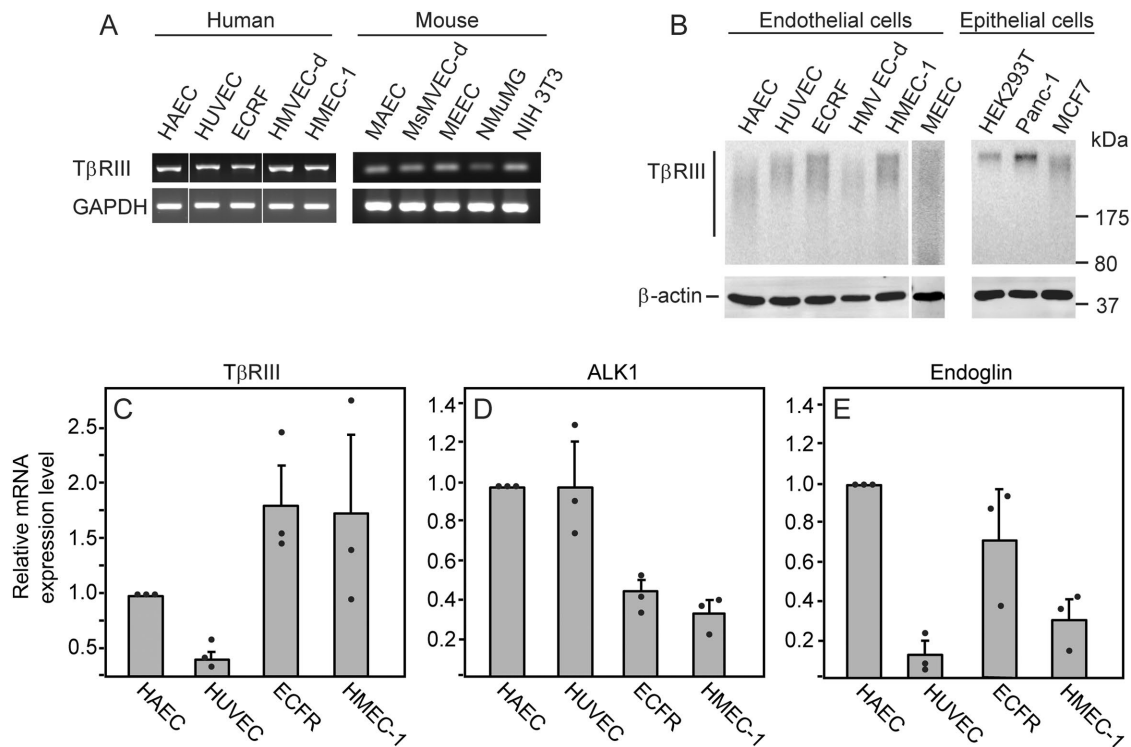 A
Human
Mouse
HAEC
HUVEC
ECRF
HMVEC-d
HMEC-1
MAEC
MsMVEC-d
MEEC
NMuMG
NIH 3T3
TβRIII
GAPDH
B
Endothelial cells
Epithelial cells
HAEC
HUVEC
ECRF
HMV EC-d
HMEC-1
MEEC
HEK293T
Panc-1
MCF7
kDa
TβRIII
175
80
β-actin
37
TβRIII
C
Relative mRNA
expression level
2.5
2.0
1.5
1.0
0.5
HAEC
HUVEC
ECFR
HMEC-1
ALK1
D
1.4
1.2
1.0
0.8
0.6
0.4
0.2
HAEC
HUVEC
ECFR
HMEC-1
Endoglin
E
1.4
1.2
1.0
0.8
0.6
0.4
0.2
HAEC
HUVEC
ECFR
HMEC-1